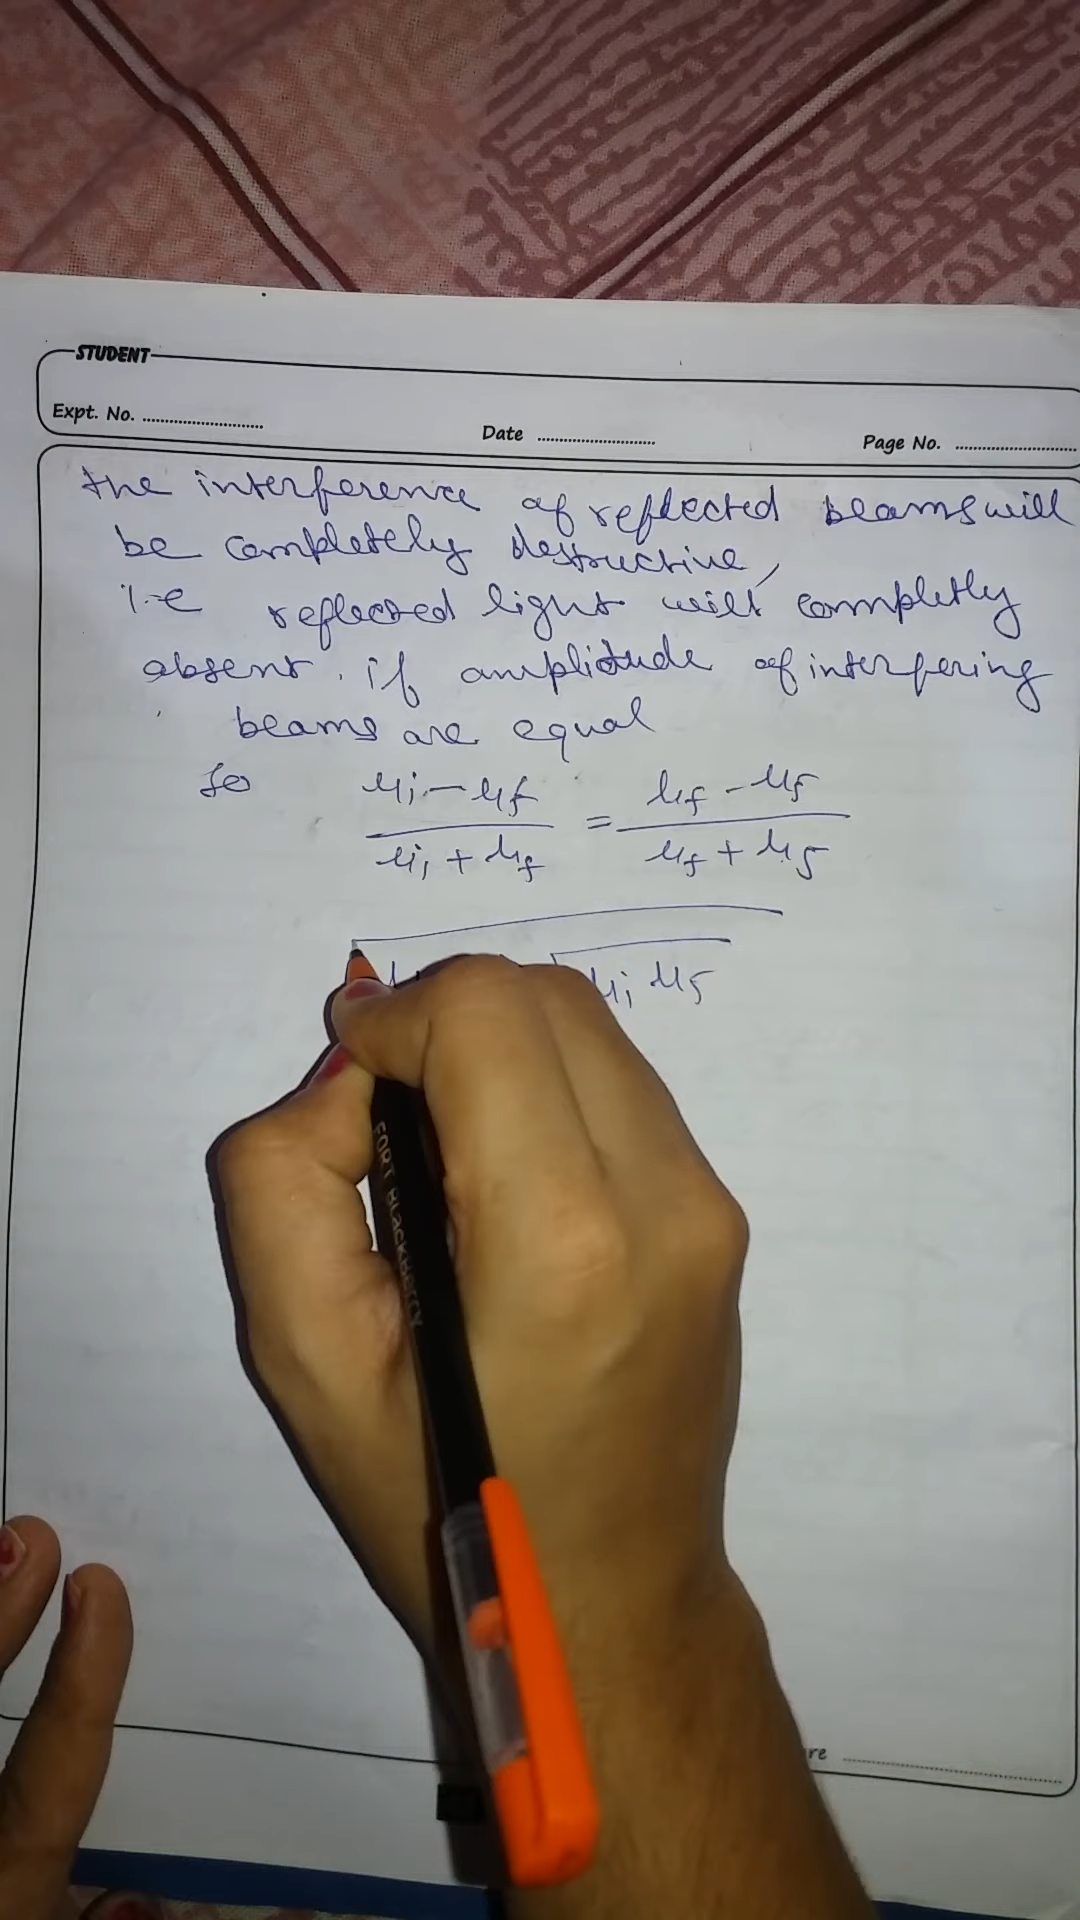 STUDENT
Expt. No.
Date
Page No.
the interference of reflected beams will
be completely destructive,
i.e reflected light will completly
absent. if amplitude of interfering
beams are equal
so μi - μf / μi + μf = μf - μs / μf + μs
√μi μs
FORT BLACKBERRY
re